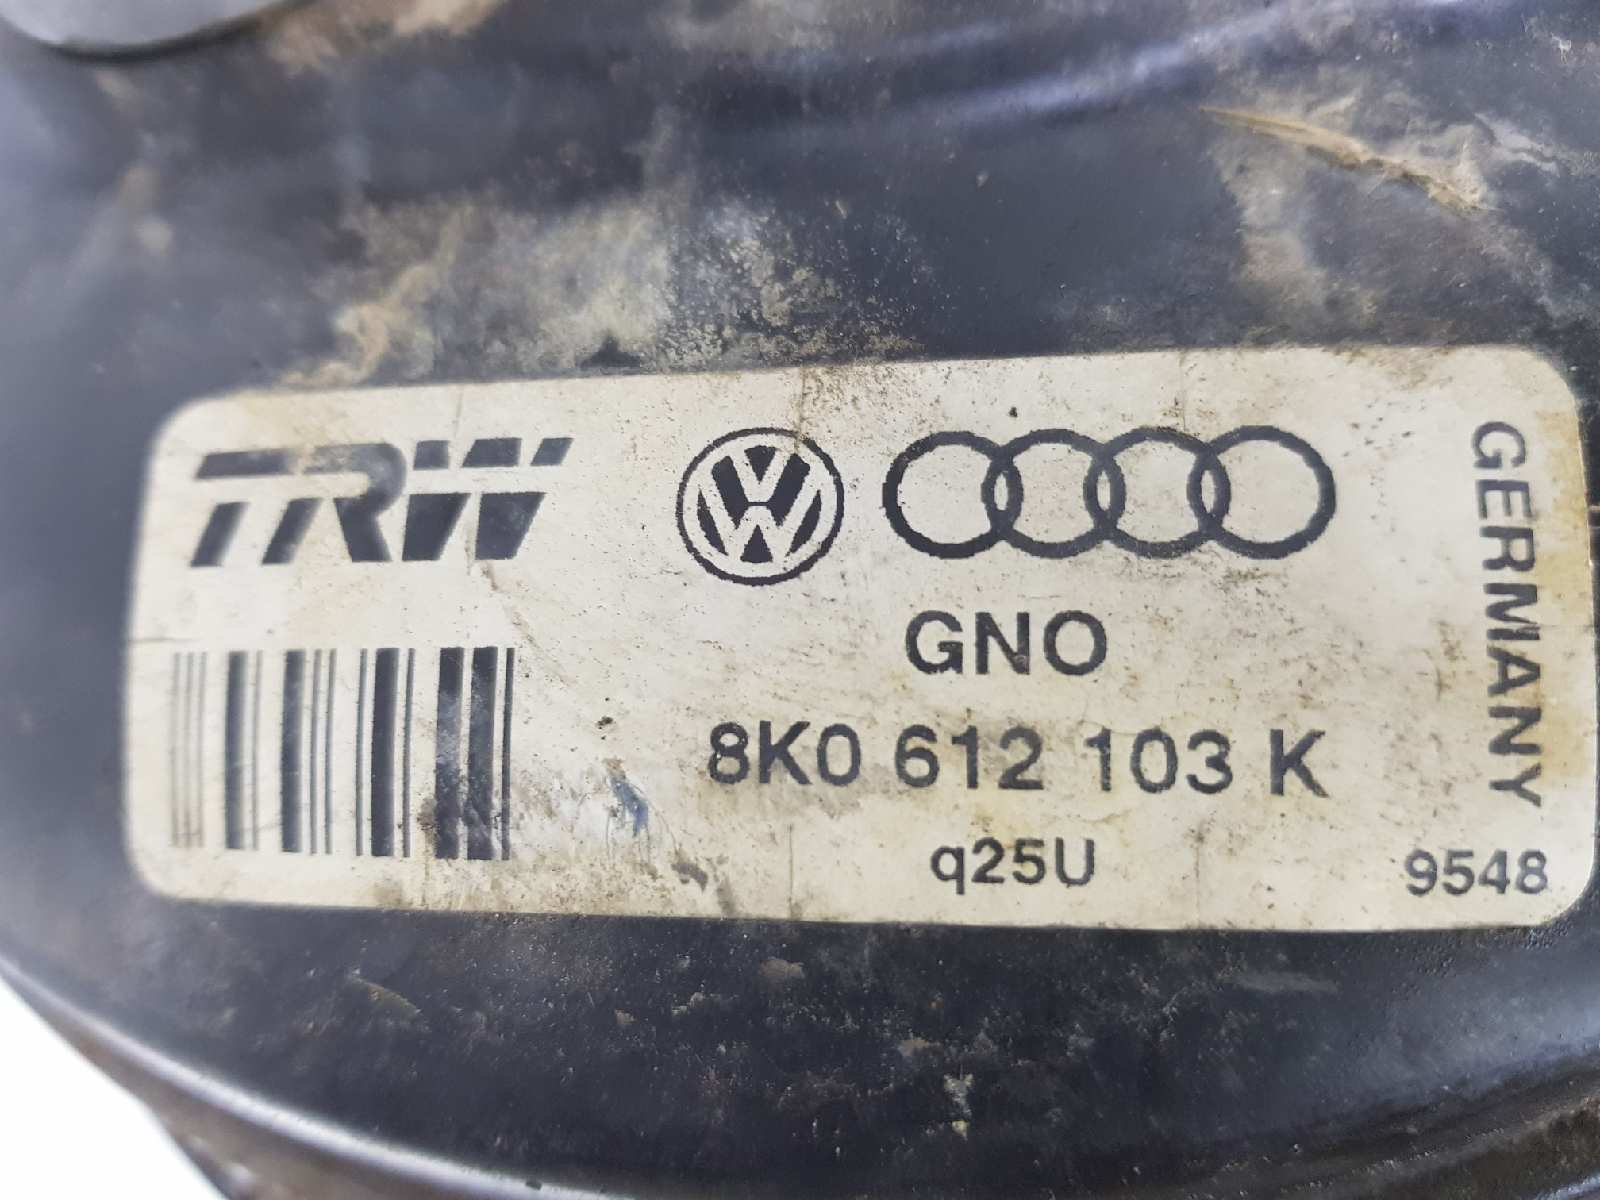 TRW
GNO
8K0 612 103 K
q25U
9548
GERMANY